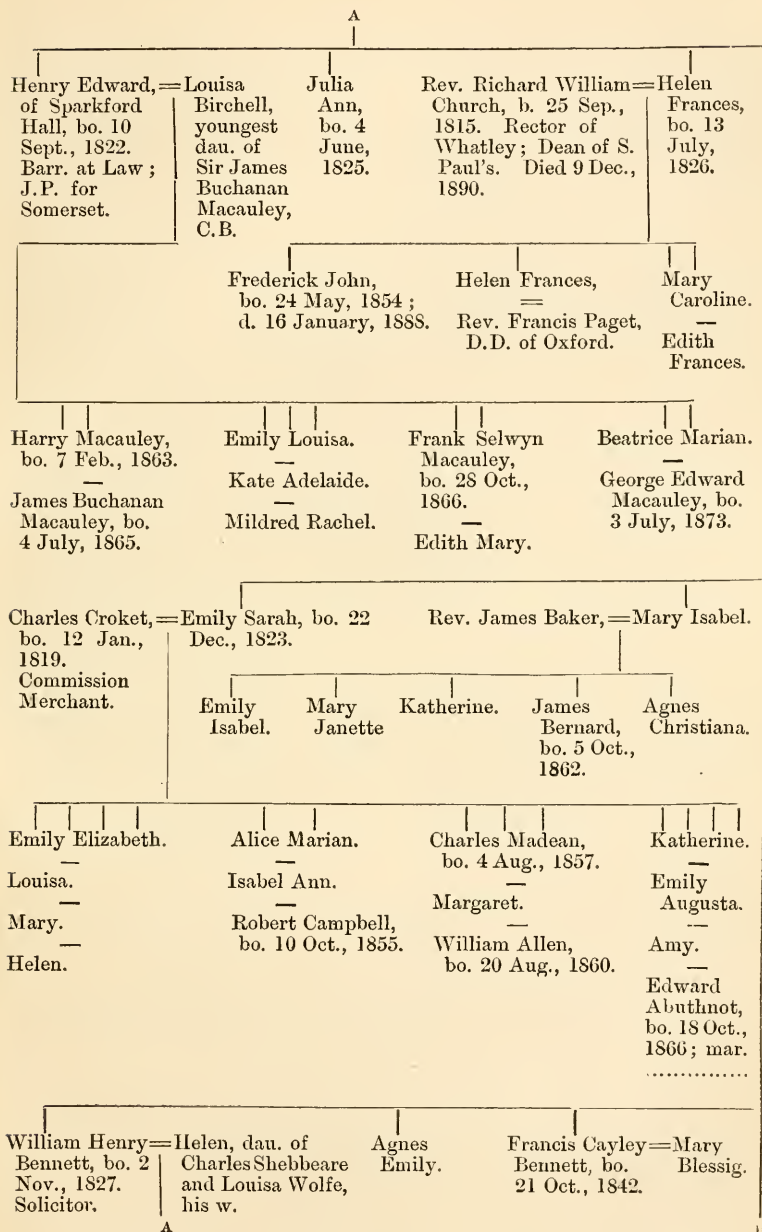 A
Henry Edward,
of Sparkford
Hall, bo. 10
Sept., 1822.
Barr. at Law;
J.P. for
Somerset.
=Louisa
Birchell,
youngest
dau. of
Sir James
Buchanan
Macauley,
C.B.
Julia
Ann,
bo. 4
June,
1825.
Rev. Richard William
Church, b. 25 Sep.,
1815. Rector of
Whatley; Dean of S.
Paul's. Died 9 Dec.,
1890.
=Helen
Frances,
bo. 13
July,
1826.
Frederick John,
bo. 24 May, 1854;
d. 16 January, 1888.
Helen Frances,
=
Rev. Francis Paget,
D.D. of Oxford.
Mary
Caroline.
—
Edith
Frances.
Harry Macauley,
bo. 7 Feb., 1863.
—
James Buchanan
Macauley, bo.
4 July, 1865.
Emily Louisa.
—
Kate Adelaide.
—
Mildred Rachel.
Frank Selwyn
Macauley,
bo. 28 Oct.,
1866.
—
Edith Mary.
Beatrice Marian.
—
George Edward
Macauley, bo.
3 July, 1873.
Charles Croket,
bo. 12 Jan.,
1819.
Commission
Merchant.
=Emily Sarah, bo. 22
Dec., 1823.
Rev. James Baker,=Mary Isabel.
Emily
Isabel.
Mary
Janette
Katherine.
James
Bernard,
bo. 5 Oct.,
1862.
Agnes
Christiana.
Emily Elizabeth.
—
Louisa.
—
Mary.
—
Helen.
Alice Marian.
—
Isabel Ann.
—
Robert Campbell,
bo. 10 Oct., 1855.
Charles Madean,
bo. 4 Aug., 1857.
—
Margaret.
—
William Allen,
bo. 20 Aug., 1860.
Katherine.
—
Emily
Augusta.
—
Amy.
—
Edward
Abuthnot,
bo. 18 Oct.,
1866; mar.
...............
William Henry
Bennett, bo. 2
Nov., 1827.
Solicitor.
=Helen, dau. of
Charles Shebbeare
and Louisa Wolfe,
his w.
Agnes
Emily.
Francis Cayley
Bennett, bo.
21 Oct., 1842.
=Mary
Blessig.
A